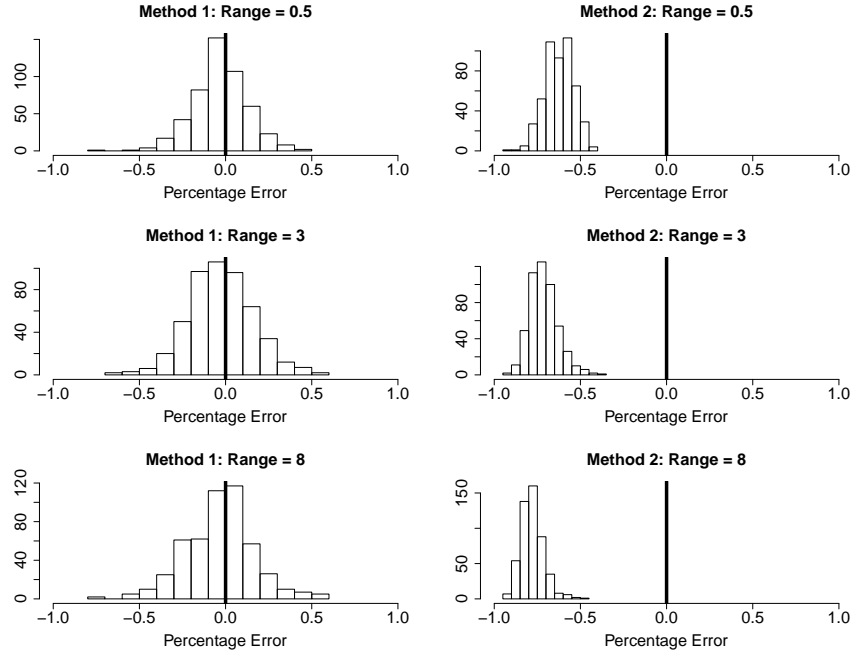 Method 1: Range = 0.5
0 50 150
−1.0 −0.5 0.0 0.5 1.0
Percentage Error
Method 2: Range = 0.5
0 40 80
−1.0 −0.5 0.0 0.5 1.0
Percentage Error
Method 1: Range = 3
0 40 80
−1.0 −0.5 0.0 0.5 1.0
Percentage Error
Method 2: Range = 3
0 40 80
−1.0 −0.5 0.0 0.5 1.0
Percentage Error
Method 1: Range = 8
0 40 80 120
−1.0 −0.5 0.0 0.5 1.0
Percentage Error
Method 2: Range = 8
0 50 150
−1.0 −0.5 0.0 0.5 1.0
Percentage Error